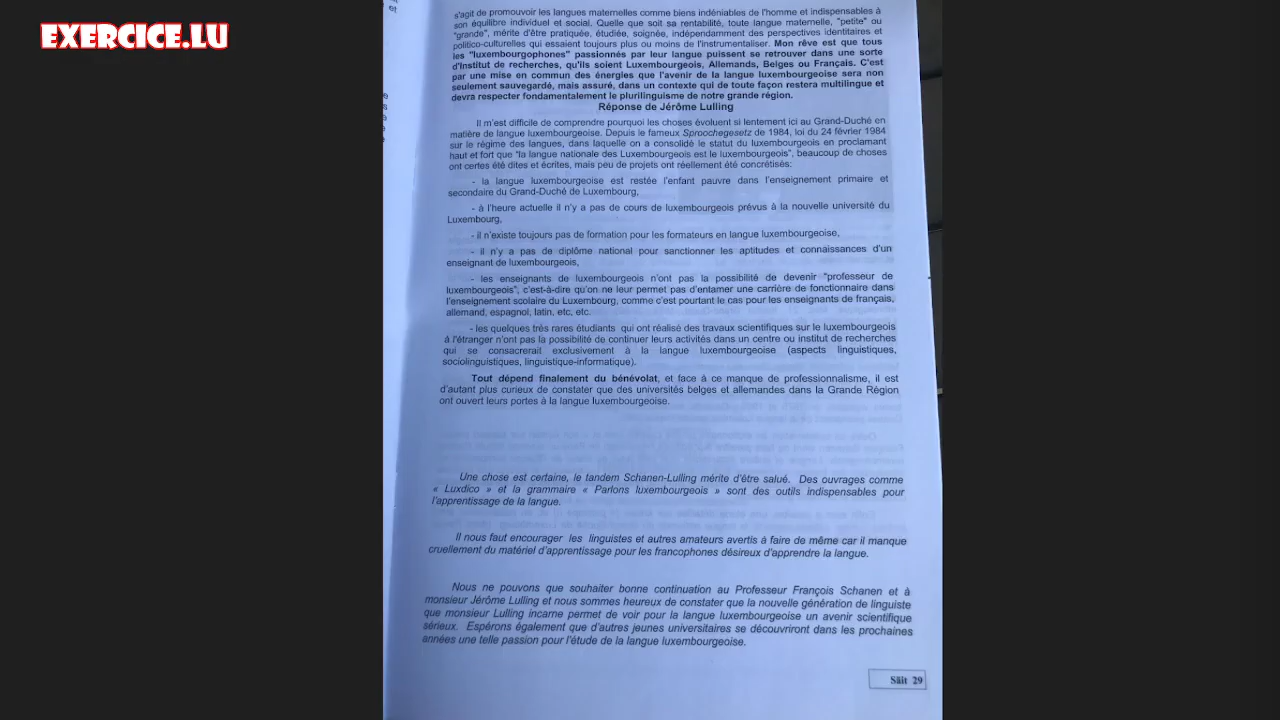 EXERCICE.LU
et
s'agit de promouvoir les langues maternelles comme biens indéniables de l'homme et indispensables à
son équilibre individuel et social. Quelle que soit sa rentabilité, toute langue maternelle, "petite" ou
"grande", mérite d'être pratiquée, étudiée, soignée, indépendamment des perspectives identitaires et
politico-culturelles qui essaient toujours plus ou moins de l'instrumentaliser. Mon rêve est que tous
les "luxembourgophones" passionnés par leur langue puissent se retrouver dans une sorte
d'Institut de recherches, qu'ils soient Luxembourgeois, Allemands, Belges ou Français. C'est
par une mise en commun des énergies que l'avenir de la langue luxembourgeoise sera non
seulement sauvegardé, mais assuré, dans un contexte qui de toute façon restera multilingue et
devra respecter fondamentalement le plurilinguisme de notre grande région.
Réponse de Jérôme Lulling
Il m'est difficile de comprendre pourquoi les choses évoluent si lentement ici au Grand-Duché en
matière de langue luxembourgeoise. Depuis le fameux Sproochegesetz de 1984, loi du 24 février 1984
sur le régime des langues, dans laquelle on a consolidé le statut du luxembourgeois en proclamant
haut et fort que "la langue nationale des Luxembourgeois est le luxembourgeois", beaucoup de choses
ont certes été dites et écrites, mais peu de projets ont réellement été concrétisés:
- la langue luxembourgeoise est restée l'enfant pauvre dans l'enseignement primaire et
secondaire du Grand-Duché de Luxembourg,
- à l'heure actuelle il n'y a pas de cours de luxembourgeois prévus à la nouvelle université du
Luxembourg,
- il n'existe toujours pas de formation pour les formateurs en langue luxembourgeoise,
- il n'y a pas de diplôme national pour sanctionner les aptitudes et connaissances d'un
enseignant de luxembourgeois,
- les enseignants de luxembourgeois n'ont pas la possibilité de devenir "professeur de
luxembourgeois", c'est-à-dire qu'on ne leur permet pas d'entamer une carrière de fonctionnaire dans
l'enseignement scolaire du Luxembourg, comme c'est pourtant le cas pour les enseignants de français,
allemand, espagnol, latin, etc, etc.
- les quelques très rares étudiants qui ont réalisé des travaux scientifiques sur le luxembourgeois
à l'étranger n'ont pas la possibilité de continuer leurs activités dans un centre ou institut de recherches
qui se consacrerait exclusivement à la langue luxembourgeoise (aspects linguistiques,
sociolinguistiques, linguistique-informatique).
Tout dépend finalement du bénévolat, et face à ce manque de professionnalisme, il est
d'autant plus curieux de constater que des universités belges et allemandes dans la Grande Région
ont ouvert leurs portes à la langue luxembourgeoise.
Une chose est certaine, le tandem Schanen-Lulling mérite d'être salué. Des ouvrages comme
« Luxdico » et la grammaire « Parlons luxembourgeois » sont des outils indispensables pour
l'apprentissage de la langue.
Il nous faut encourager les linguistes et autres amateurs avertis à faire de même car il manque
cruellement du matériel d'apprentissage pour les francophones désireux d'apprendre la langue.
Nous ne pouvons que souhaiter bonne continuation au Professeur François Schanen et à
monsieur Jérôme Lulling et nous sommes heureux de constater que la nouvelle génération de linguiste
que monsieur Lulling incarne permet de voir pour la langue luxembourgeoise un avenir scientifique
sérieux. Espérons également que d'autres jeunes universitaires se découvriront dans les prochaines
années une telle passion pour l'étude de la langue luxembourgeoise.
Säit 29